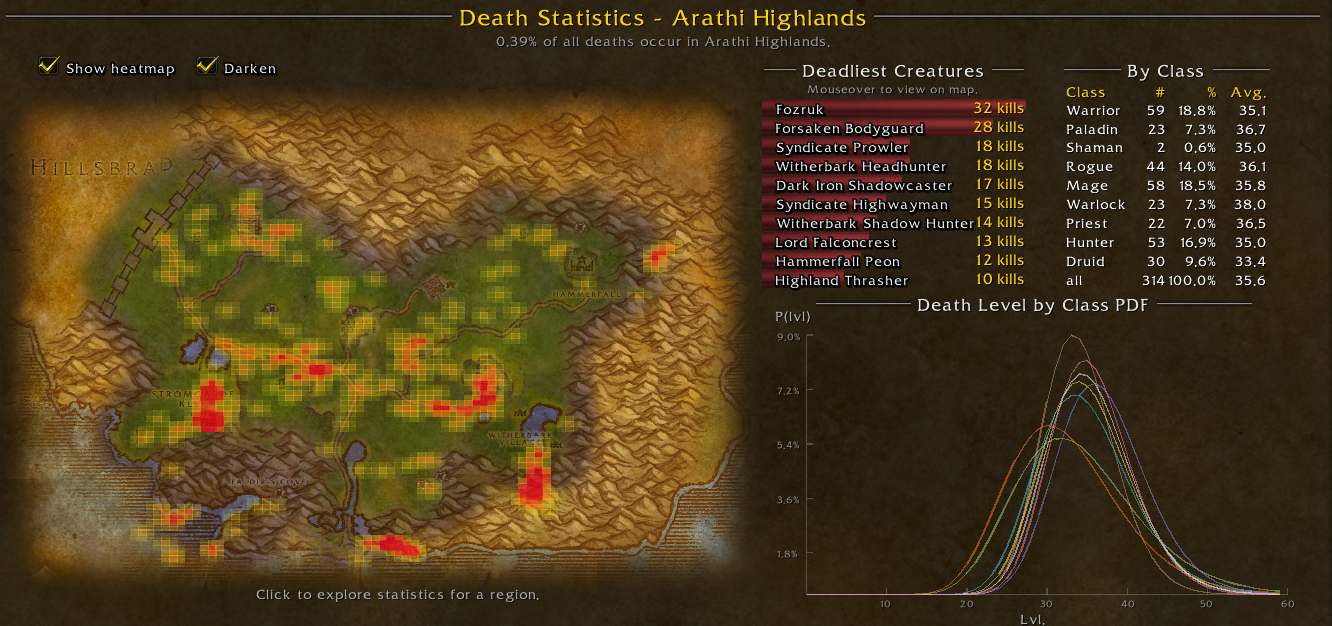 Death Statistics - Arathi Highlands
0.39% of all deaths occur in Arathi Highlands.
Show heatmap
Darken
HILLSBRAD
HAMMERFALL
WITHERBARK
VILLAGE
FALDIR'S COVE
Click to explore statistics for a region.
Deadliest Creatures
Mouseover to view on map.
Fozruk 32 kills
Forsaken Bodyguard 28 kills
Syndicate Prowler 18 kills
Witherbark Headhunter 18 kills
Dark Iron Shadowcaster 17 kills
Syndicate Highwayman 15 kills
Witherbark Shadow Hunter 14 kills
Lord Falconcrest 13 kills
Hammerfall Peon 12 kills
Highland Thrasher 10 kills
By Class
Class # % Avg.
Warrior 59 18.8% 35.1
Paladin 23 7.3% 36.7
Shaman 2 0.6% 35.0
Rogue 44 14.0% 36.1
Mage 58 18.5% 35.8
Warlock 23 7.3% 38.0
Priest 22 7.0% 36.5
Hunter 53 16.9% 35.0
Druid 30 9.6% 33.4
all 314 100.0% 35.6
Death Level by Class PDF
P(lvl)
9.0%
7.2%
5.4%
3.6%
1.8%
10 20 30 40 50 60
Lvl.